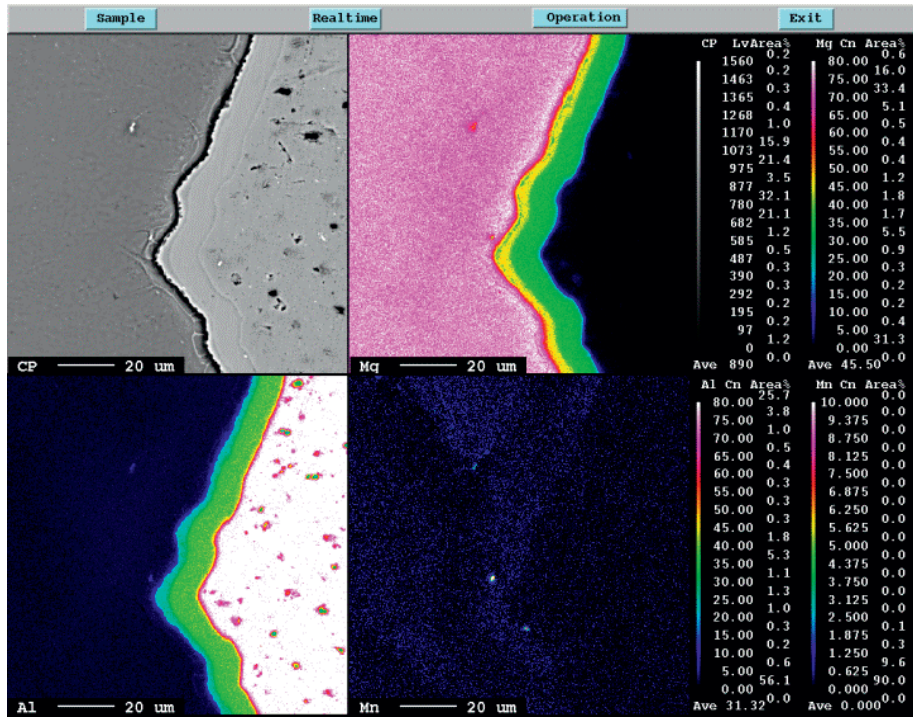 Sample Realtime Operation Exit
CP LvArea% Mg Cn Area%
0.2 0.6
1560 0.2 80.00 16.0
1463 0.3 75.00 33.4
1365 0.4 70.00 5.1
1268 1.0 65.00 0.5
1170 15.9 60.00 0.4
1073 21.4 55.00 0.4
975 3.5 50.00 1.2
877 32.1 45.00 1.8
780 21.1 40.00 1.7
682 1.2 35.00 5.5
585 0.5 30.00 0.9
487 0.3 25.00 0.3
390 0.3 20.00 0.2
292 0.2 15.00 0.2
195 0.2 10.00 0.4
97 1.2 5.00 31.3
0 0.0 0.00 0.0
Ave 890 Ave 45.50
CP 20 um
Mg 20 um
Al Cn Area% Mn Cn Area%
25.7 0.0
80.00 3.8 10.000 0.0
75.00 1.0 9.375 0.0
70.00 0.5 8.750 0.0
65.00 0.4 8.125 0.0
60.00 0.3 7.500 0.0
55.00 0.3 6.875 0.0
50.00 0.3 6.250 0.0
45.00 1.8 5.625 0.0
40.00 5.3 5.000 0.0
35.00 1.1 4.375 0.0
30.00 1.3 3.750 0.0
25.00 1.0 3.125 0.0
20.00 0.3 2.500 0.1
15.00 0.2 1.875 0.3
10.00 0.6 1.250 9.6
5.00 56.1 0.625 90.0
0.00 0.0 0.000 0.0
Ave 31.32 Ave 0.000
Al 20 um
Mn 20 um